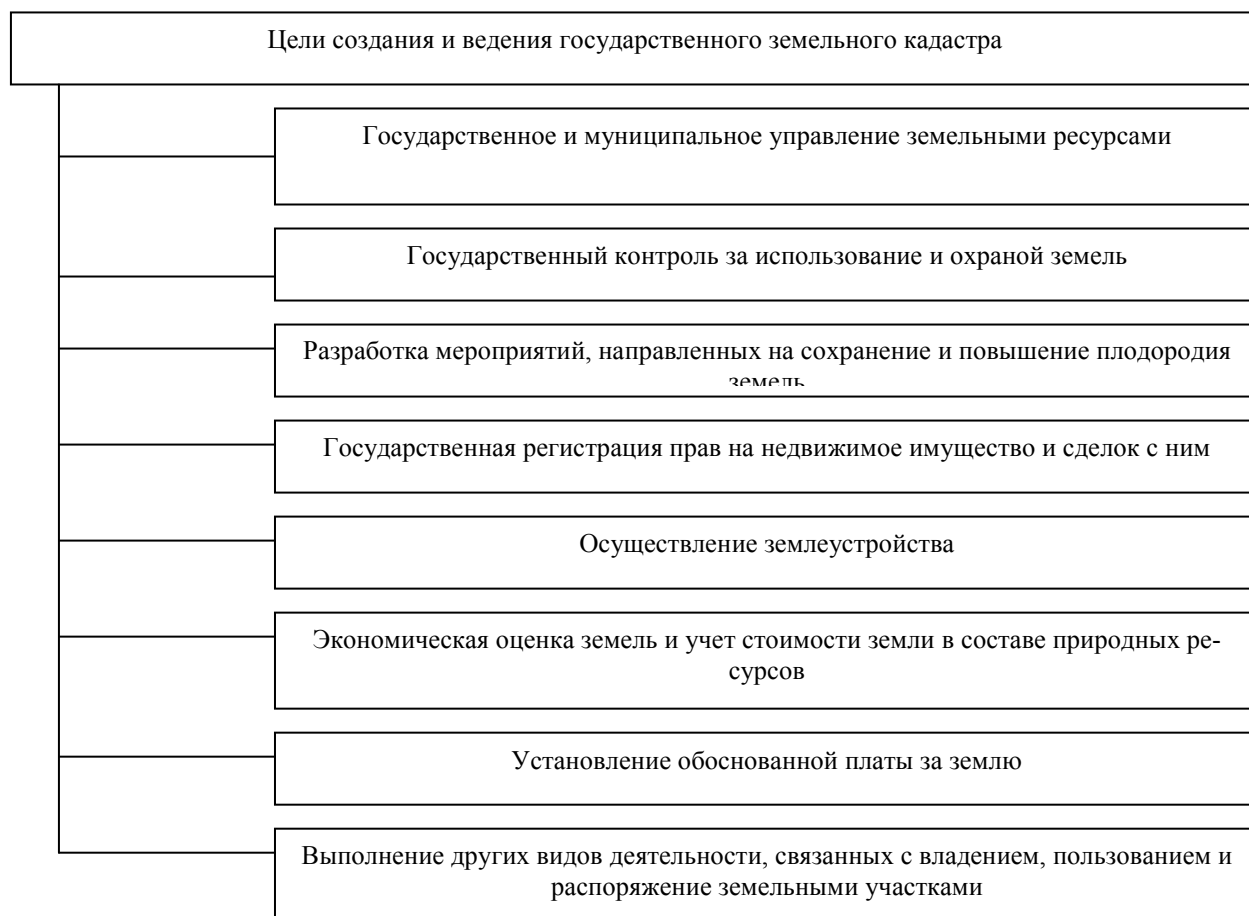 Цели создания и ведения государственного земельного кадастра
Государственное и муниципальное управление земельными ресурсами
Государственный контроль за использование и охраной земель
Разработка мероприятий, направленных на сохранение и повышение плодородия
земель
Государственная регистрация прав на недвижимое имущество и сделок с ним
Осуществление землеустройства
Экономическая оценка земель и учет стоимости земли в составе природных ре-
сурсов
Установление обоснованной платы за землю
Выполнение других видов деятельности, связанных с владением, пользованием и
распоряжение земельными участками